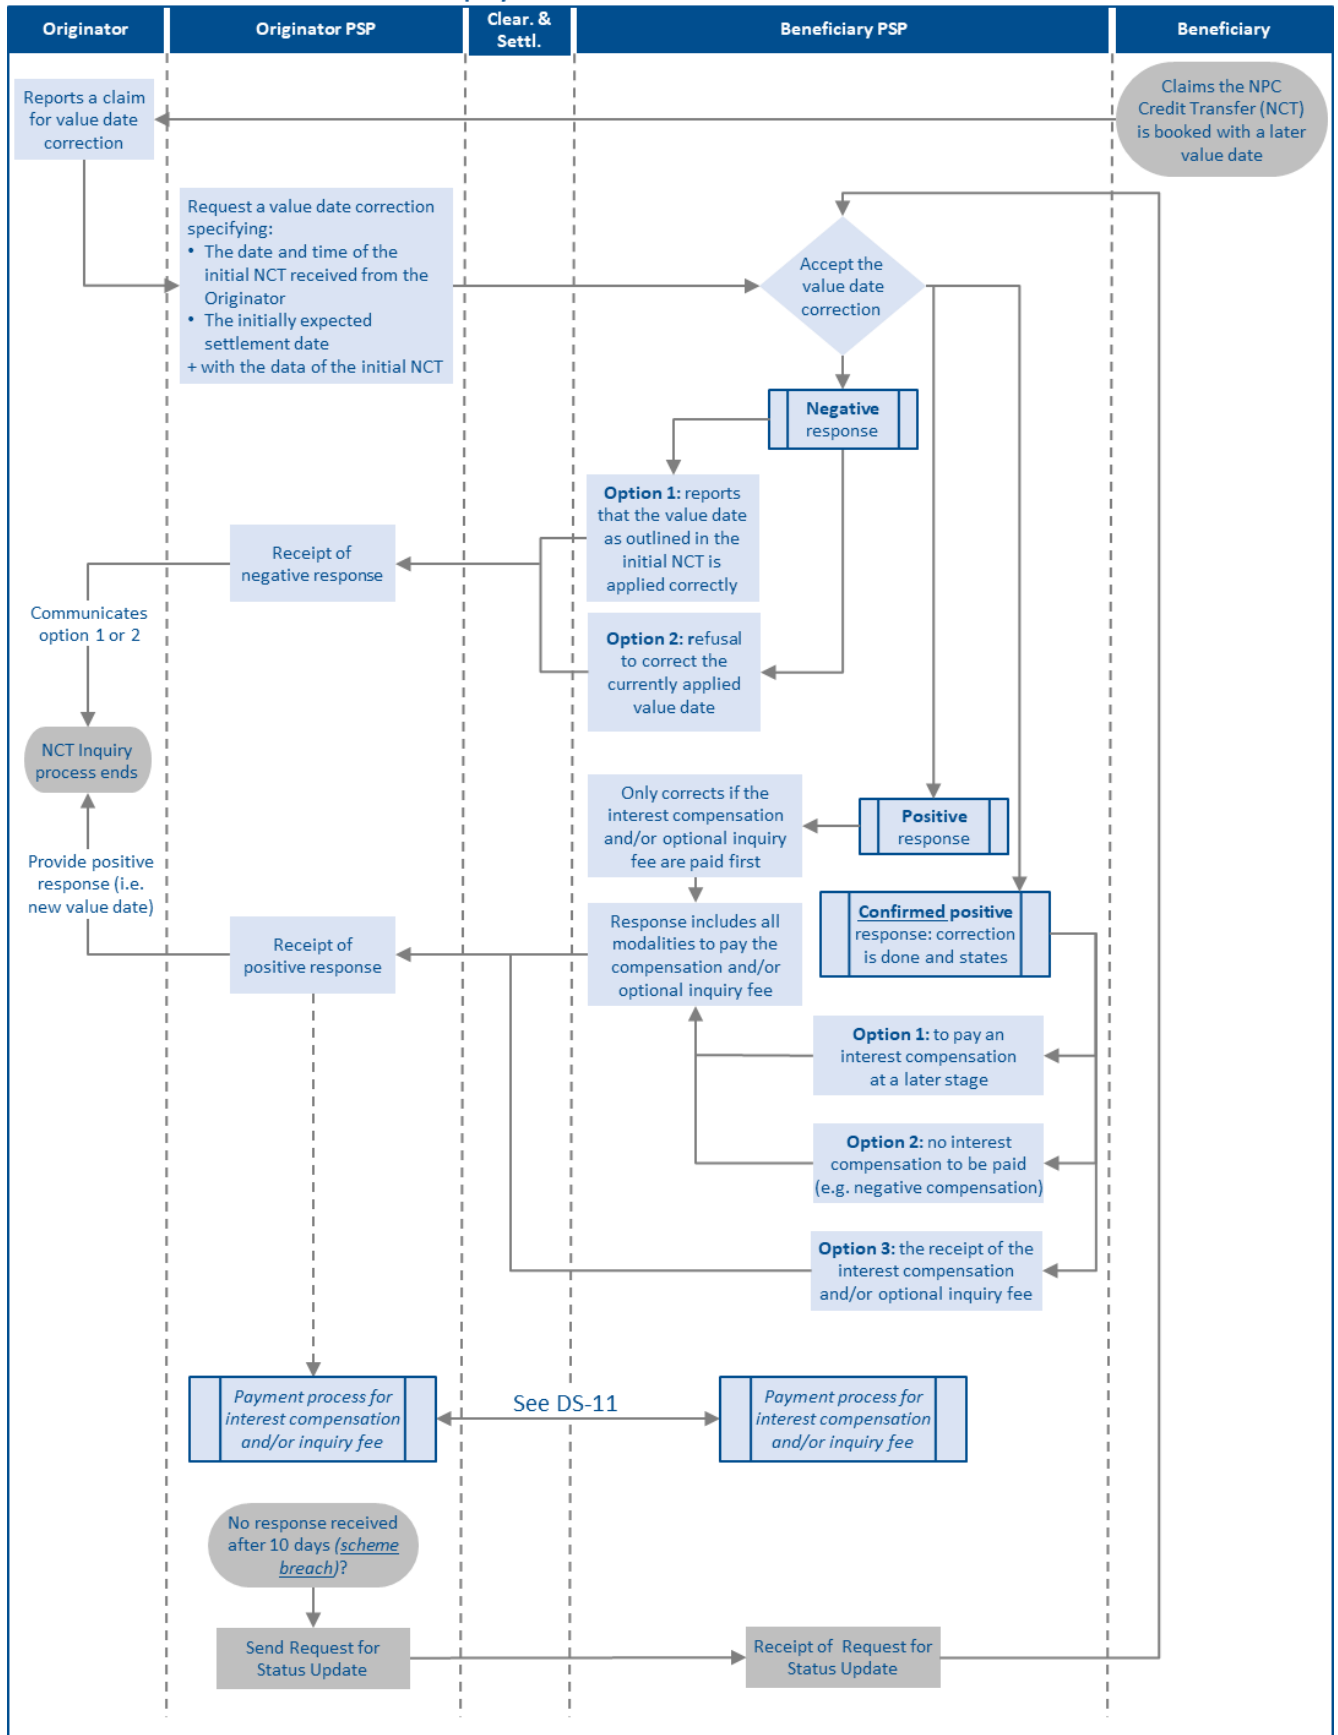 Originator
Originator PSP
Clear. &
Settl.
Beneficiary PSP
Beneficiary
Reports a claim
for value date
correction
Claims the NPC
Credit Transfer (NCT)
is booked with a later
value date
Request a value date correction
specifying:
• The date and time of the
initial NCT received from the
Originator
• The initially expected
settlement date
+ with the data of the initial NCT
Accept the
value date
correction
Negative
response
Option 1: reports
that the value date
as outlined in the
initial NCT is
applied correctly
Receipt of
negative response
Communicates
option 1 or 2
Option 2: refusal
to correct the
currently applied
value date
NCT Inquiry
process ends
Only corrects if the
interest compensation
and/or optional inquiry
fee are paid first
Positive
response
Provide positive
response (i.e.
new value date)
Confirmed positive
response: correction
is done and states
Response includes all
modalities to pay the
compensation and/or
optional inquiry fee
Receipt of
positive response
Option 1: to pay an
interest compensation
at a later stage
Option 2: no interest
compensation to be paid
(e.g. negative compensation)
Option 3: the receipt of the
interest compensation
and/or optional inquiry fee
Payment process for
interest compensation
and/or inquiry fee
See DS-11
Payment process for
interest compensation
and/or inquiry fee
No response received
after 10 days (scheme
breach)?
Send Request for
Status Update
Receipt of Request for
Status Update